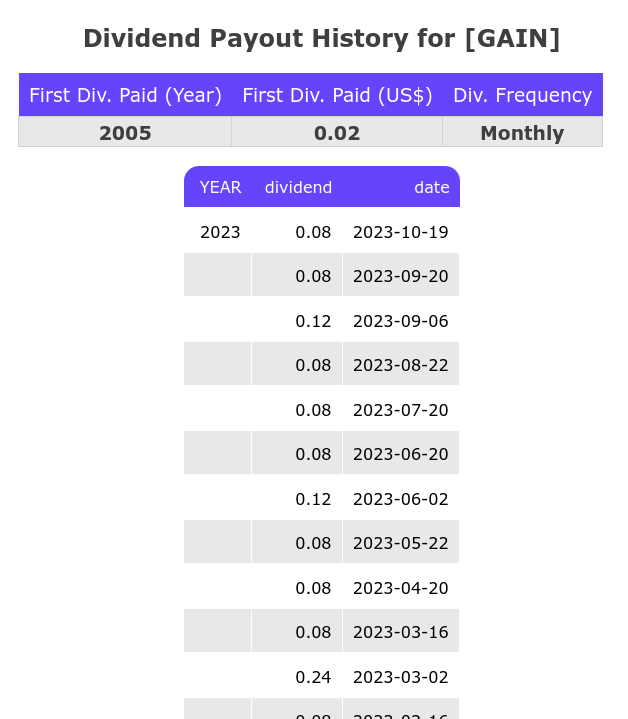 Dividend Payout History for [GAIN]
First Div. Paid (Year) First Div. Paid (US$) Div. Frequency
2005 0.02 Monthly
YEAR dividend date
2023 0.08 2023-10-19
0.08 2023-09-20
0.12 2023-09-06
0.08 2023-08-22
0.08 2023-07-20
0.08 2023-06-20
0.12 2023-06-02
0.08 2023-05-22
0.08 2023-04-20
0.08 2023-03-16
0.24 2023-03-02